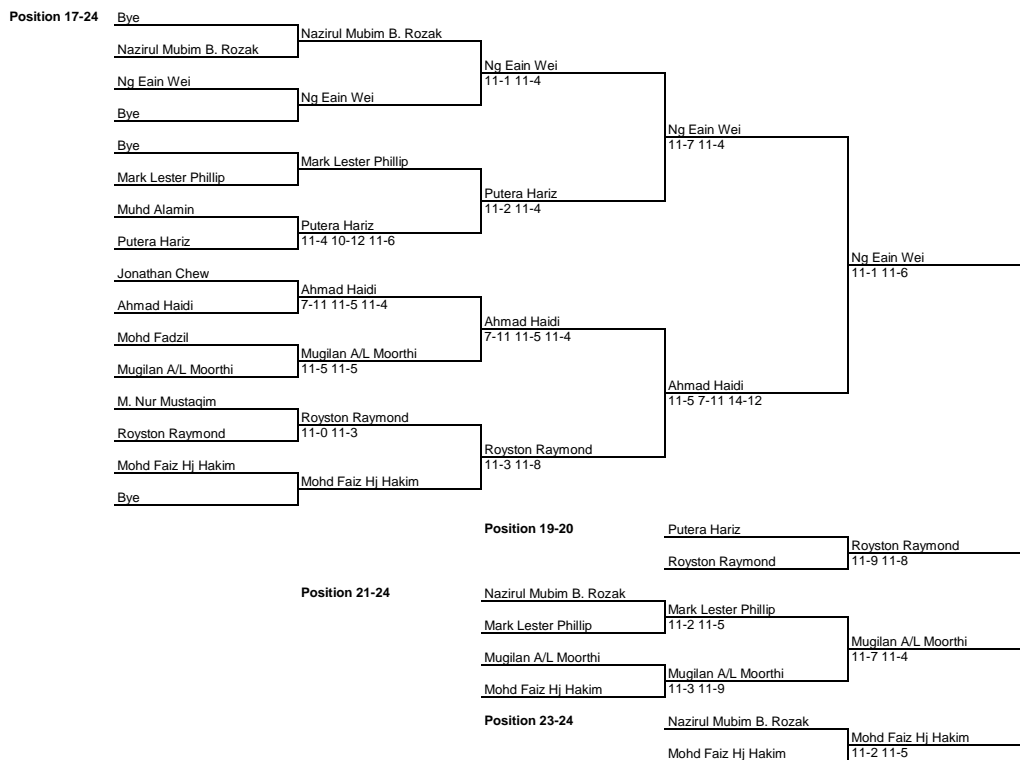 Position 17-24
Bye
Nazirul Mubim B. Rozak
Nazirul Mubim B. Rozak
Ng Eain Wei
11-1 11-4
Ng Eain Wei
Ng Eain Wei
Bye
Ng Eain Wei
11-7 11-4
Bye
Mark Lester Phillip
Mark Lester Phillip
Putera Hariz
11-2 11-4
Muhd Alamin
Putera Hariz
11-4 10-12 11-6
Putera Hariz
Ng Eain Wei
11-1 11-6
Jonathan Chew
Ahmad Haidi
7-11 11-5 11-4
Ahmad Haidi
Ahmad Haidi
7-11 11-5 11-4
Mohd Fadzil
Mugilan A/L Moorthi
11-5 11-5
Mugilan A/L Moorthi
Ahmad Haidi
11-5 7-11 14-12
M. Nur Mustaqim
Royston Raymond
11-0 11-3
Royston Raymond
Royston Raymond
11-3 11-8
Mohd Faiz Hj Hakim
Mohd Faiz Hj Hakim
Bye
Position 19-20
Putera Hariz
Royston Raymond
11-9 11-8
Royston Raymond
Position 21-24
Nazirul Mubim B. Rozak
Mark Lester Phillip
11-2 11-5
Mark Lester Phillip
Mugilan A/L Moorthi
11-7 11-4
Mugilan A/L Moorthi
Mugilan A/L Moorthi
11-3 11-9
Mohd Faiz Hj Hakim
Position 23-24
Nazirul Mubim B. Rozak
Mohd Faiz Hj Hakim
11-2 11-5
Mohd Faiz Hj Hakim